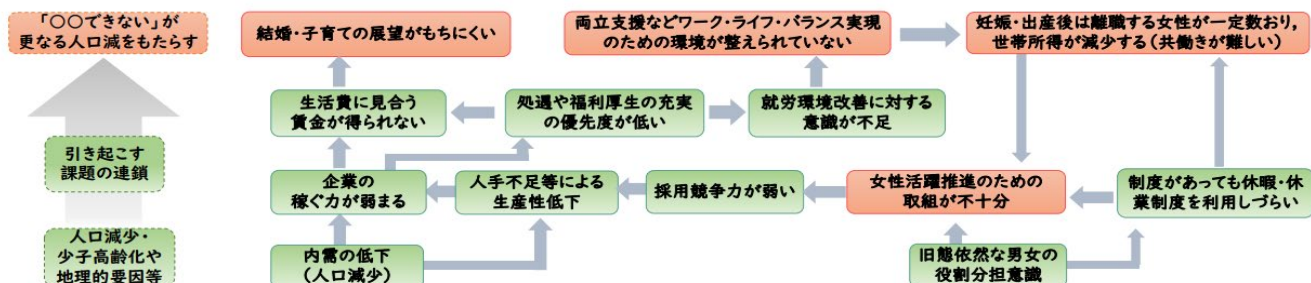 「〇〇できない」が
更なる人口減をもたらす
引き起こす
課題の連鎖
人口減少・
少子高齢化や
地理的要因等
結婚・子育ての展望がもちにくい
両立支援などワーク・ライフ・バランス実現
のための環境が整えられていない
妊娠・出産後は離職する女性が一定数おり,
世帯所得が減少する(共働きが難しい)
生活費に見合う
賃金が得られない
処遇や福利厚生の充実
の優先度が低い
就労環境改善に対する
意識が不足
企業の
稼ぐ力が弱まる
人手不足等による
生産性低下
採用競争力が弱い
女性活躍推進のための
取組が不十分
制度があっても休暇・休
業制度を利用しづらい
内需の低下
(人口減少)
旧態依然な男女の
役割分担意識